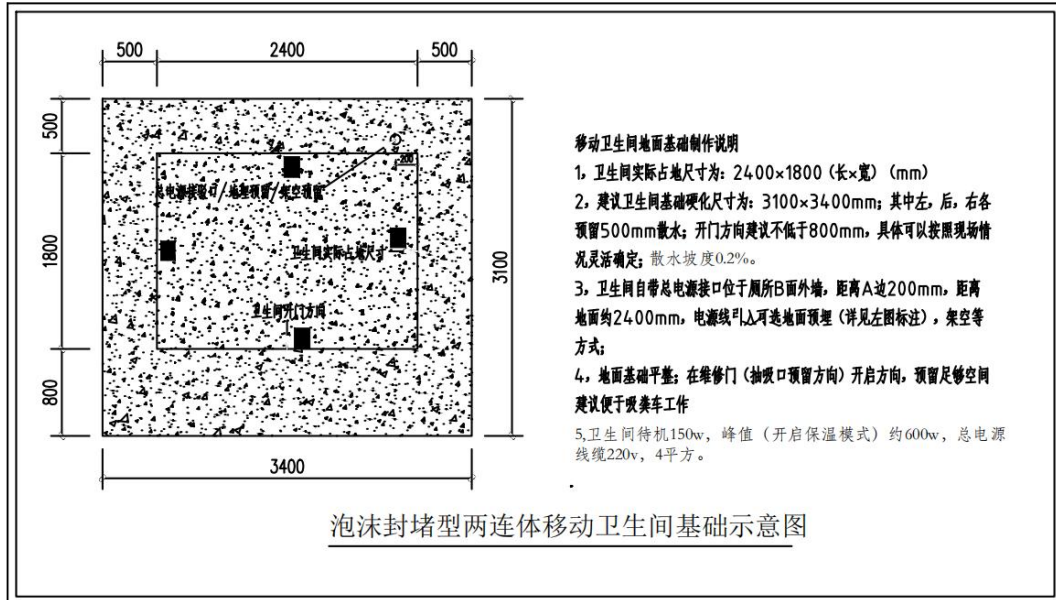 500
2400
500
500
1800
800
3100
200
总电源接驳口/地埋预留/架空预留
卫生间实际占地尺寸
卫生间开门方向
3400
移动卫生间地面基础制作说明
1，卫生间实际占地尺寸为：2400×1800（长×宽）（mm）
2，建议卫生间基础硬化尺寸为：3100×3400mm；其中左，后，右各
预留500mm散水；开门方向建议不低于800mm，具体可以按照现场情
况灵活确定；散水坡度0.2%。
3，卫生间自带总电源接口位于厕所B面外墙，距离A边200mm，距离
地面约2400mm，电源线引入可选地面预埋（详见左图标注），架空等
方式；
4，地面基础平整；在维修门（抽吸口预留方向）开启方向，预留足够空间
建议便于吸粪车工作
5,卫生间待机150w，峰值（开启保温模式）约600w，总电源
线缆220v，4平方。
泡沫封堵型两连体移动卫生间基础示意图